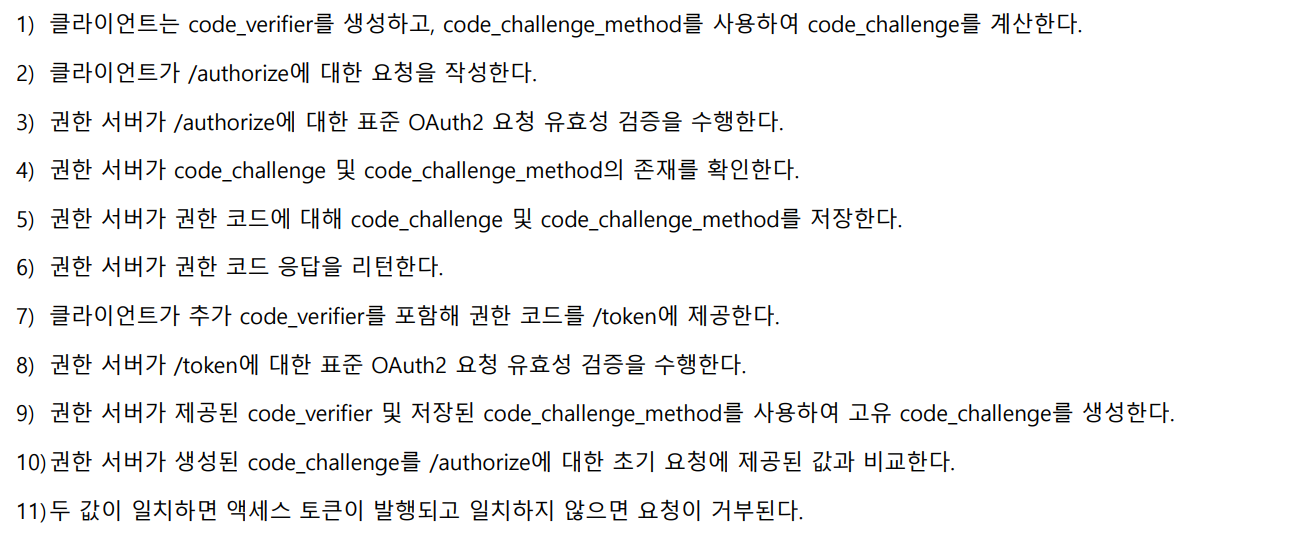 1) 클라이언트는 code_verifier를 생성하고, code_challenge_method를 사용하여 code_challenge를 계산한다.
2) 클라이언트가 /authorize에 대한 요청을 작성한다.
3) 권한 서버가 /authorize에 대한 표준 OAuth2 요청 유효성 검증을 수행한다.
4) 권한 서버가 code_challenge 및 code_challenge_method의 존재를 확인한다.
5) 권한 서버가 권한 코드에 대해 code_challenge 및 code_challenge_method를 저장한다.
6) 권한 서버가 권한 코드 응답을 리턴한다.
7) 클라이언트가 추가 code_verifier를 포함해 권한 코드를 /token에 제공한다.
8) 권한 서버가 /token에 대한 표준 OAuth2 요청 유효성 검증을 수행한다.
9) 권한 서버가 제공된 code_verifier 및 저장된 code_challenge_method를 사용하여 고유 code_challenge를 생성한다.
10) 권한 서버가 생성된 code_challenge를 /authorize에 대한 초기 요청에 제공된 값과 비교한다.
11) 두 값이 일치하면 액세스 토큰이 발행되고 일치하지 않으면 요청이 거부된다.